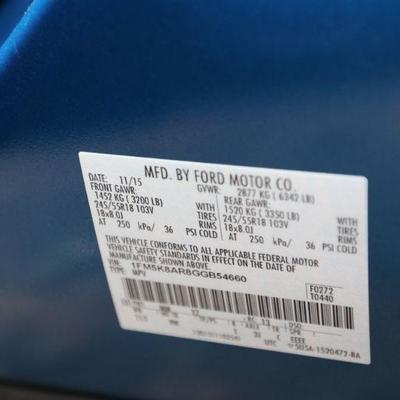 MFD. BY FORD MOTOR CO.
DATE: 11/15 GVWR: 2877 KG ( 6342 LB)
FRONT GAWR: REAR GAWR:
1452 KG ( 3200 LB) 1520 KG ( 3350 LB)
245/55R18 103V TIRES 245/55R18 103V TIRES
18x8.0J RIMS 18x8.0J RIMS
AT 250 kPa/ 36 PSI COLD AT 250 kPa/ 36 PSI COLD
THIS VEHICLE CONFORMS TO ALL APPLICABLE FEDERAL MOTOR VEHICLE
SAFETY STANDARDS IN EFFECT ON THE DATE OF MANUFACTURE SHOWN ABOVE.
VIN: 1FM5K8AR8GGB54660 F0272
TYPE: MPV T0440